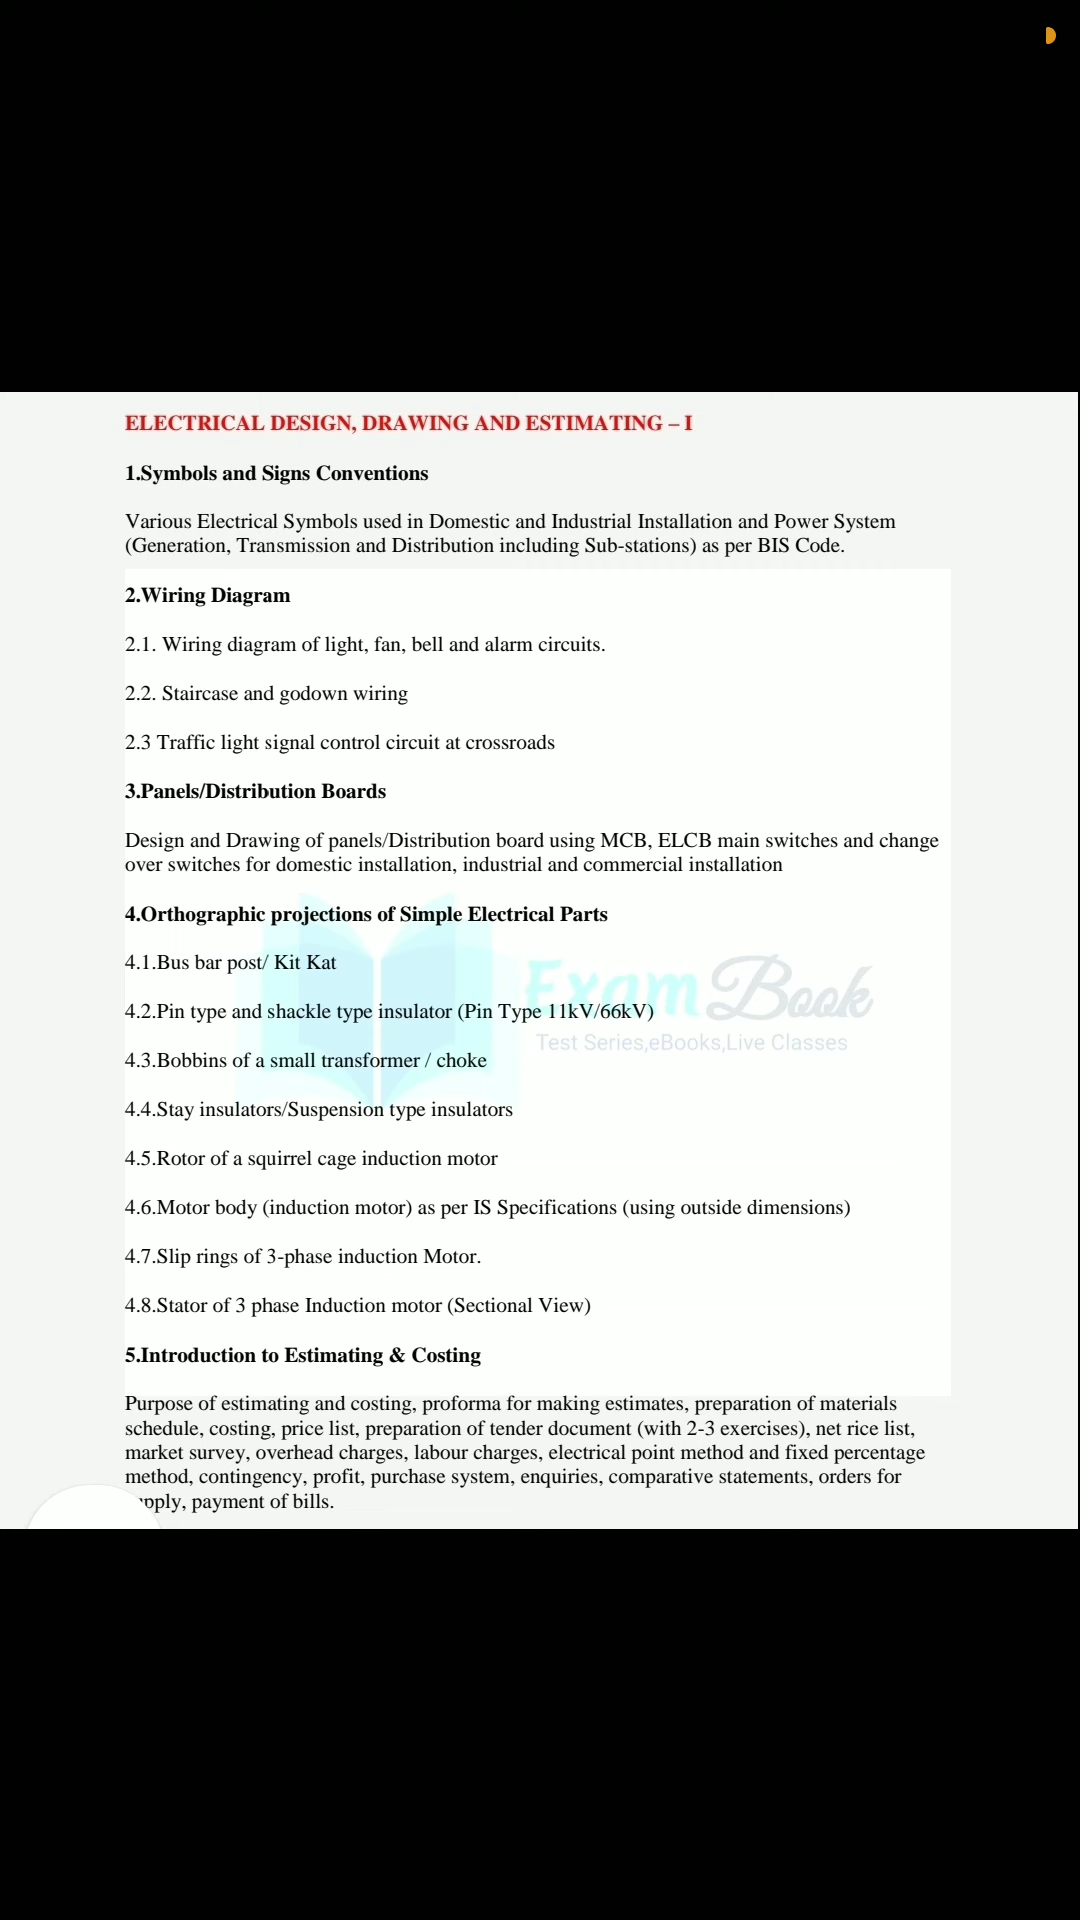 ELECTRICAL DESIGN, DRAWING AND ESTIMATING – I
1.Symbols and Signs Conventions
Various Electrical Symbols used in Domestic and Industrial Installation and Power System
(Generation, Transmission and Distribution including Sub-stations) as per BIS Code.
2.Wiring Diagram
2.1. Wiring diagram of light, fan, bell and alarm circuits.
2.2. Staircase and godown wiring
2.3 Traffic light signal control circuit at crossroads
3.Panels/Distribution Boards
Design and Drawing of panels/Distribution board using MCB, ELCB main switches and change
over switches for domestic installation, industrial and commercial installation
4.Orthographic projections of Simple Electrical Parts
4.1.Bus bar post/ Kit Kat
Exam Book
4.2.Pin type and shackle type insulator (Pin Type 11kV/66kV)
Test Series,eBooks,Live Classes
4.3.Bobbins of a small transformer / choke
4.4.Stay insulators/Suspension type insulators
4.5.Rotor of a squirrel cage induction motor
4.6.Motor body (induction motor) as per IS Specifications (using outside dimensions)
4.7.Slip rings of 3-phase induction Motor.
4.8.Stator of 3 phase Induction motor (Sectional View)
5.Introduction to Estimating & Costing
Purpose of estimating and costing, proforma for making estimates, preparation of materials
schedule, costing, price list, preparation of tender document (with 2-3 exercises), net rice list,
market survey, overhead charges, labour charges, electrical point method and fixed percentage
method, contingency, profit, purchase system, enquiries, comparative statements, orders for
pply, payment of bills.